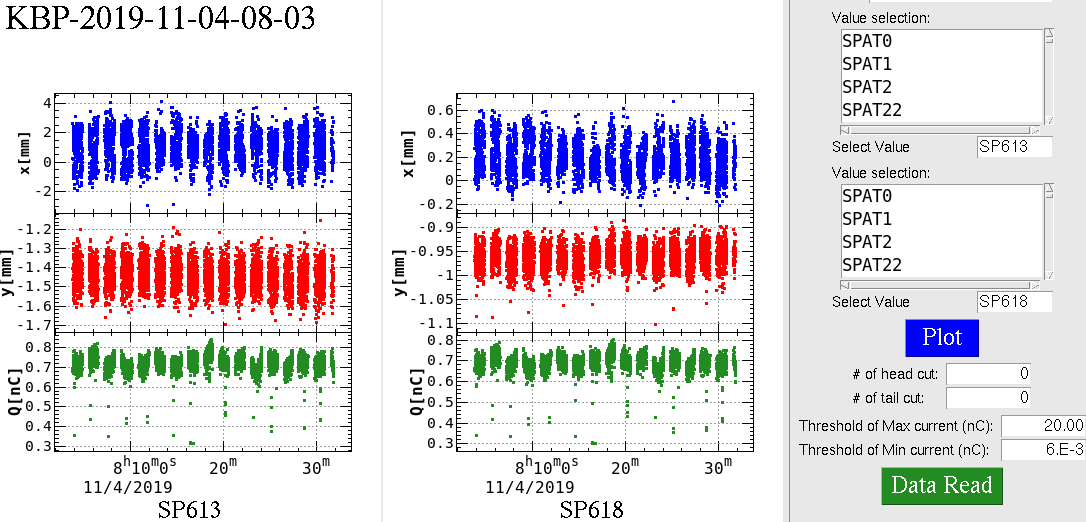 KBP-2019-11-04-08-03
4
2
0
-2
x[mm]
-1.2
-1.3
-1.4
-1.5
-1.6
-1.7
y[mm]
0.8
0.7
0.6
0.5
0.4
0.3
Q[nC]
8h10m0s 20m 30m
11/4/2019
SP613
0.6
0.4
0.2
0
-0.2
x[mm]
-0.9
-0.95
-1
-1.05
-1.1
y[mm]
0.8
0.7
0.6
0.5
0.4
0.3
Q[nC]
8h10m0s 20m 30m
11/4/2019
SP618
Value selection:
SPAT0
SPAT1
SPAT2
SPAT22
Select Value SP613
Value selection:
SPAT0
SPAT1
SPAT2
SPAT22
Select Value SP618
Plot
# of head cut: 0
# of tail cut: 0
Threshold of Max current (nC): 20.00
Threshold of Min current (nC): 6.E-3
Data Read